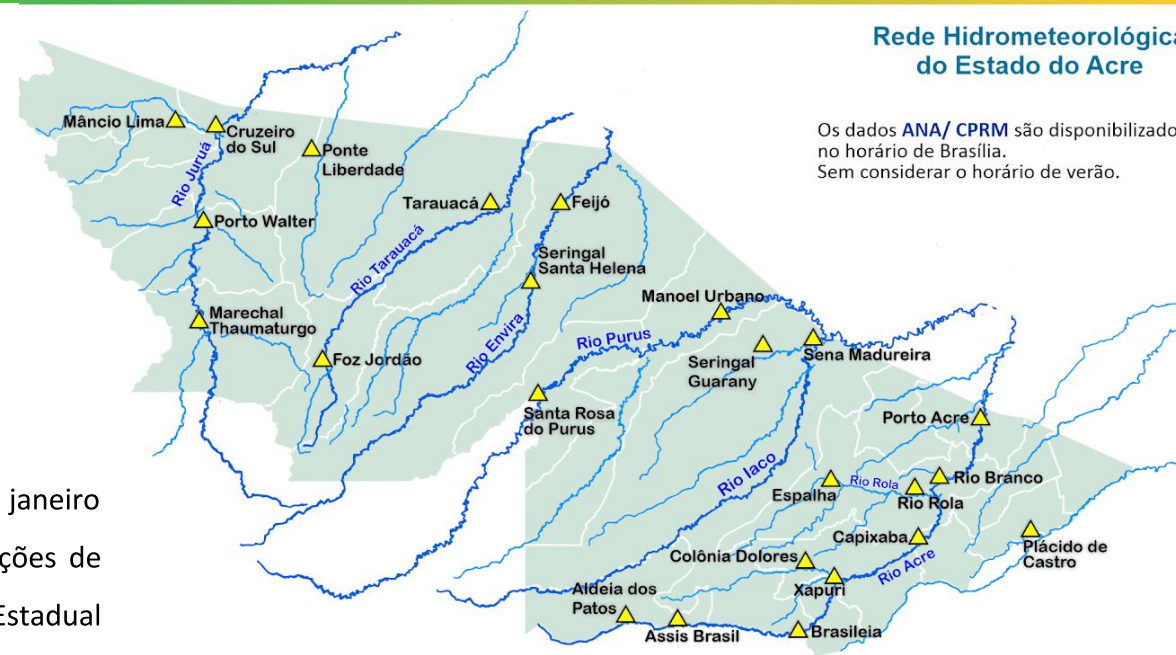 Rede Hidrometeorológica
do Estado do Acre
Os dados ANA/ CPRM são disponibilizado
no horário de Brasília.
Sem considerar o horário de verão.
Mâncio Lima
Cruzeiro
do Sul
Ponte
Liberdade
Rio Juruá
Porto Walter
Tarauacá
Feijó
Rio Tarauacá
Seringal
Santa Helena
Marechal
Thaumaturgo
Foz Jordão
Rio Envira
Manoel Urbano
Rio Purus
Seringal
Guarany
Sena Madureira
Santa Rosa
do Purus
Porto Acre
Rio Iaco
Espalha
Rio Rola
Rio Rola
Rio Branco
Capixaba
Plácido de
Castro
Colônia Dolores
Rio Acre
Xapuri
Aldeia dos
Patos
Assis Brasil
Brasileia
janeiro
ções de
Estadual